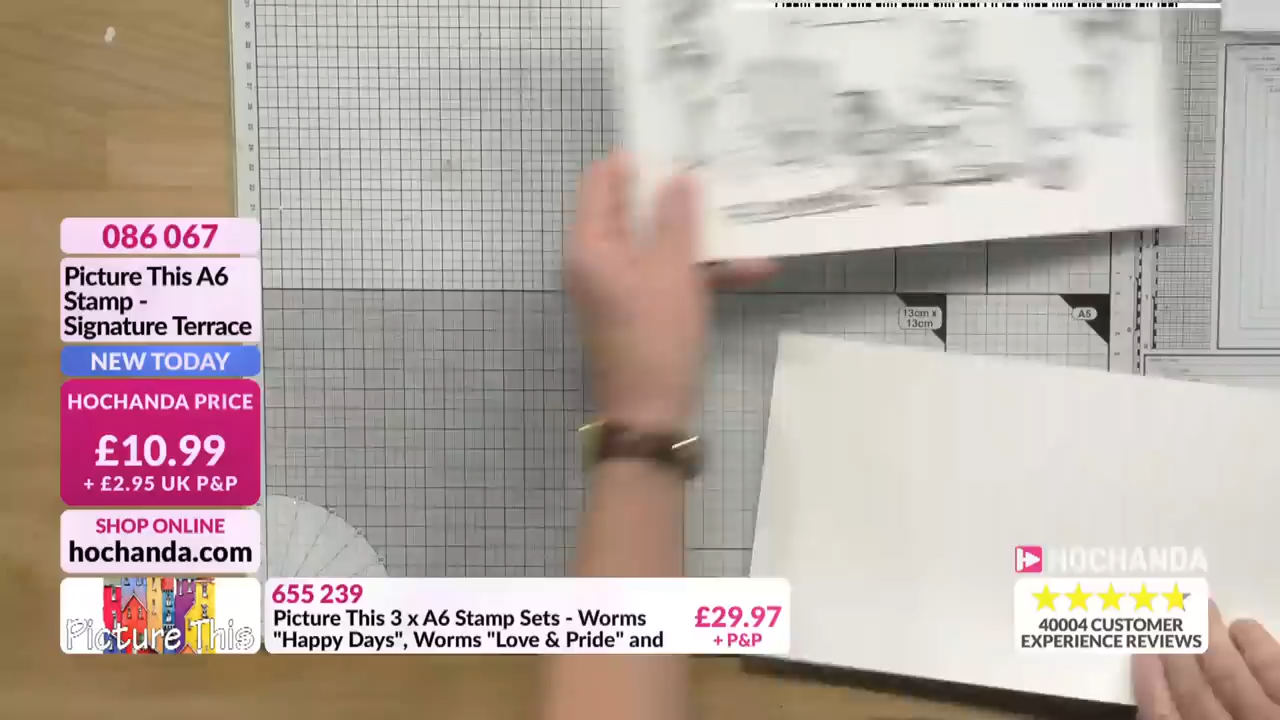 086 067
Picture This A6
Stamp -
Signature Terrace
NEW TODAY
HOCHANDA PRICE
£10.99
+ £2.95 UK P&P
SHOP ONLINE
hochanda.com
Picture This
655 239
Picture This 3 x A6 Stamp Sets - Worms
"Happy Days", Worms "Love & Pride" and
£29.97
+ P&P
13cm x
13cm
A5
HOCHANDA
40004 CUSTOMER
EXPERIENCE REVIEWS